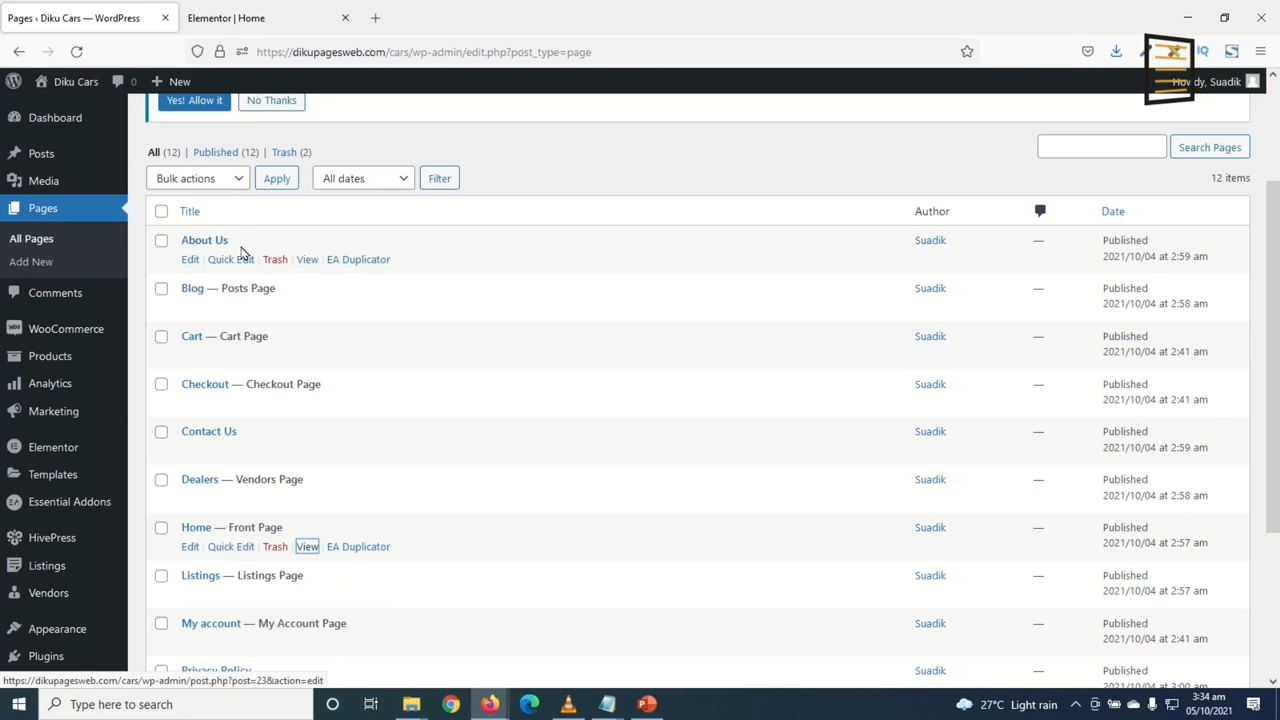 Pages ‹ Diku Cars — WordPress
Elementor | Home
https://dikupagesweb.com/cars/wp-admin/edit.php?post_type=page
IQ
Diku Cars 0 New
dy, Suadik
Yes! Allow it No Thanks
Dashboard
Posts
Media
Pages
All Pages
Add New
Comments
WooCommerce
Products
Analytics
Marketing
Elementor
Templates
Essential Addons
HivePress
Listings
Vendors
Appearance
Plugins
All (12) | Published (12) | Trash (2)
Search Pages
Bulk actions Apply All dates Filter 12 items
Title Author Date
About Us Suadik — Published
Edit | Quick Edit | Trash | View | EA Duplicator 2021/10/04 at 2:59 am
Blog — Posts Page Suadik — Published
2021/10/04 at 2:58 am
Cart — Cart Page Suadik — Published
2021/10/04 at 2:41 am
Checkout — Checkout Page Suadik — Published
2021/10/04 at 2:41 am
Contact Us Suadik — Published
2021/10/04 at 2:59 am
Dealers — Vendors Page Suadik — Published
2021/10/04 at 2:58 am
Home — Front Page Suadik — Published
Edit | Quick Edit | Trash | View | EA Duplicator 2021/10/04 at 2:57 am
Listings — Listings Page Suadik — Published
2021/10/04 at 2:57 am
My account — My Account Page Suadik — Published
2021/10/04 at 2:41 am
Privacy Policy Suadik — Published
2021/10/04 at 3:00 am
https://dikupagesweb.com/cars/wp-admin/post.php?post=23&action=edit
Type here to search
27°C Light rain
3:34 am
05/10/2021